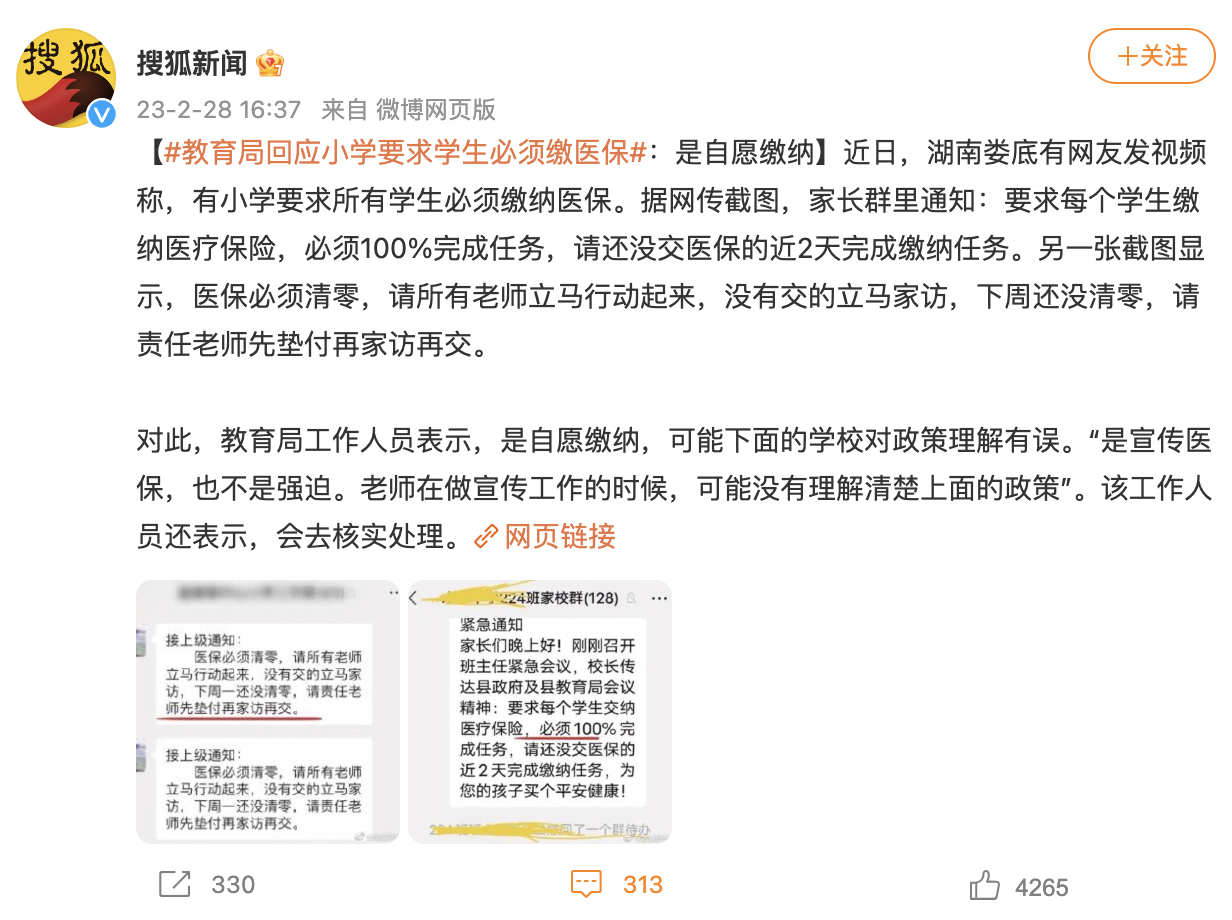 搜狐
搜狐新闻
+关注
23-2-28 16:37 来自 微博网页版
【#教育局回应小学要求学生必须缴医保#：是自愿缴纳】近日，湖南娄底有网友发视频
称，有小学要求所有学生必须缴纳医保。据网传截图，家长群里通知：要求每个学生缴
纳医疗保险，必须100%完成任务，请还没交医保的近2天完成缴纳任务。另一张截图显
示，医保必须清零，请所有老师立马行动起来，没有交的立马家访，下周还没清零，请
责任老师先垫付再家访再交。
对此，教育局工作人员表示，是自愿缴纳，可能下面的学校对政策理解有误。“是宣传医
保，也不是强迫。老师在做宣传工作的时候，可能没有理解清楚上面的政策”。该工作人
员还表示，会去核实处理。网页链接
接上级通知：
医保必须清零，请所有老师
立马行动起来，没有交的立马家
访，下周一还没清零，请责任老
师先垫付再家访再交。
接上级通知：
医保必须清零，请所有老师
立马行动起来，没有交的立马家
访，下周一还没清零，请责任老
师先垫付再家访再交。
224班家校群(128)
紧急通知
家长们晚上好！刚刚召开
班主任紧急会议，校长传
达县政府及县教育局会议
精神：要求每个学生交纳
医疗保险，必须100%完
成任务，请还没交医保的
近2天完成缴纳任务，为
您的孩子买个平安健康！
回了一个群待办
330
313
4265